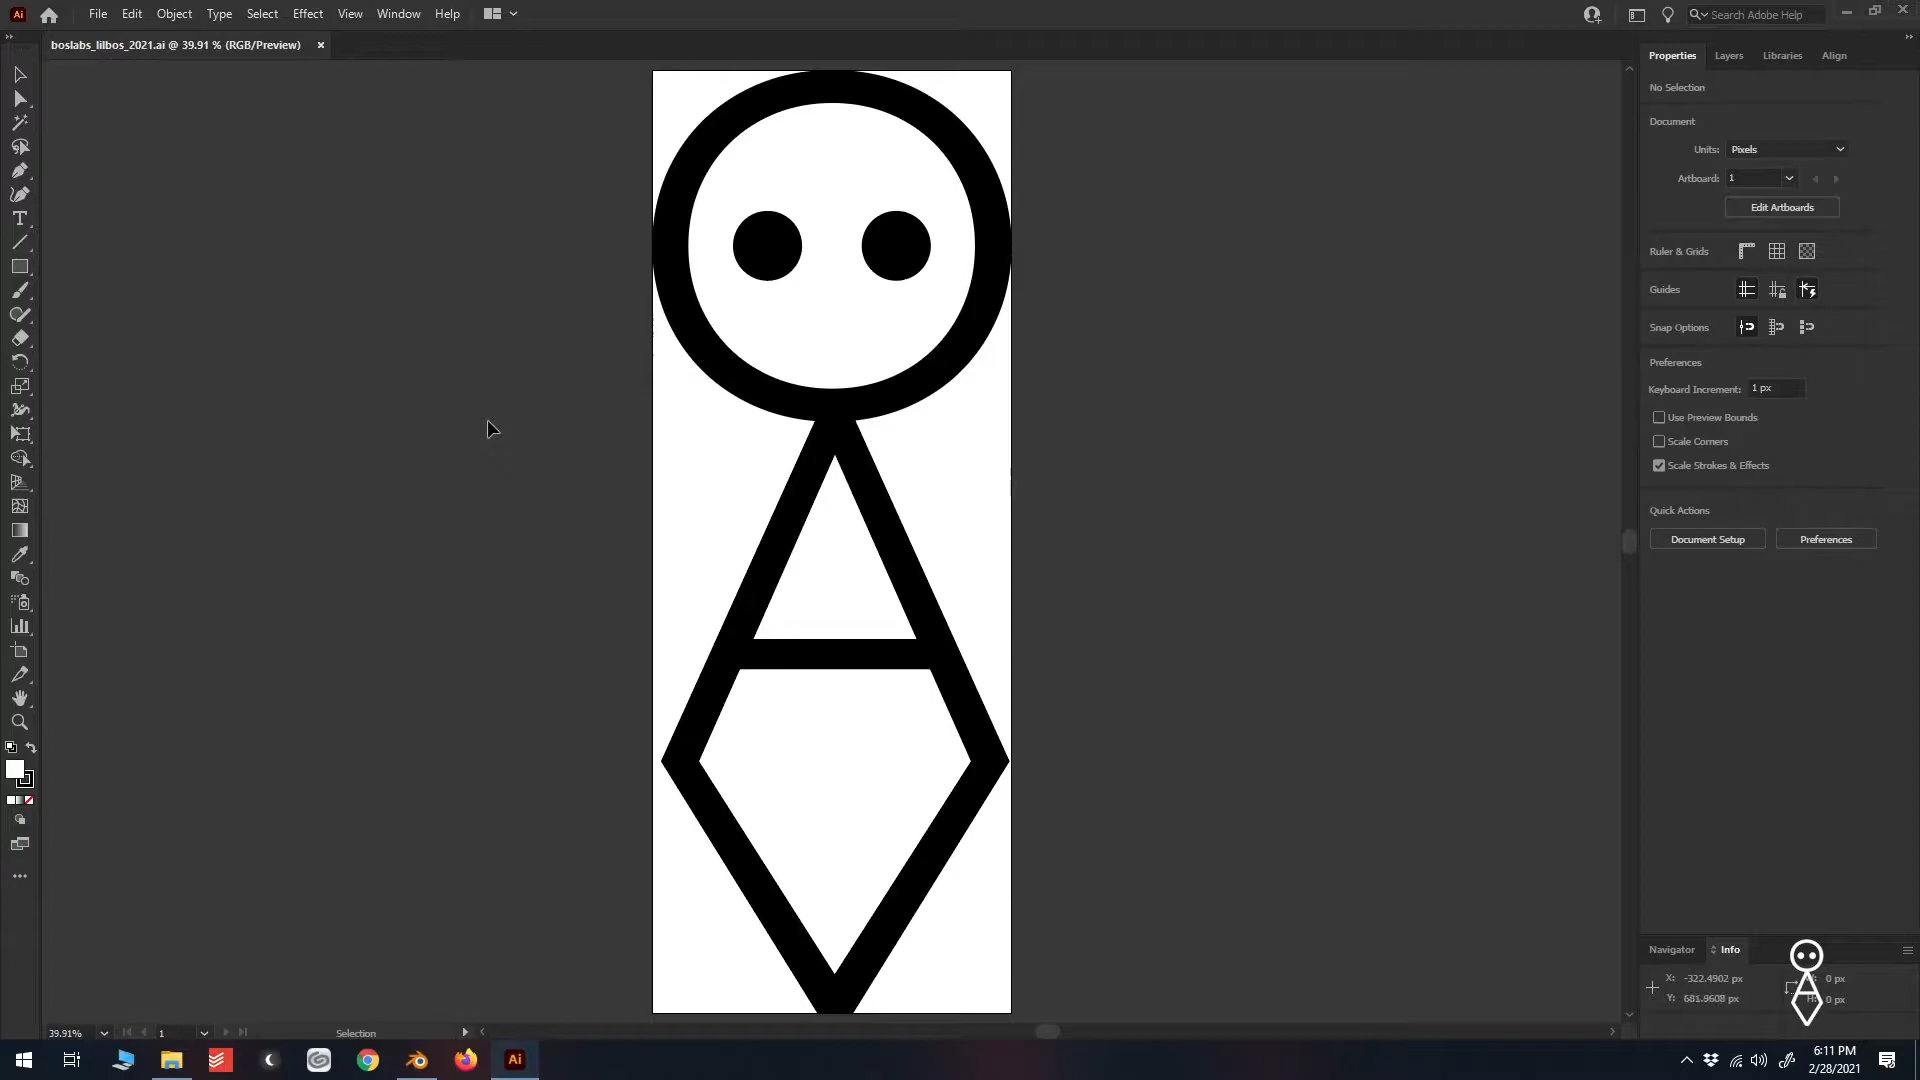 Ai File Edit Object Type Select Effect View Window Help Search Adobe Help
boslabs_lilbos_2021.ai @ 39.91 % (RGB/Preview)
Properties Layers Libraries Align
No Selection
Document
Units: Pixels
Artboard: 1
Edit Artboards
Ruler & Grids
Guides
Snap Options
Preferences
Keyboard Increment: 1 px
Use Preview Bounds
Scale Corners
Scale Strokes & Effects
Quick Actions
Document Setup Preferences
Navigator Info
X: -322.4902 px 0 px
Y: 681.9608 px H: 0 px
39.91% 1 Selection
Ai
6:11 PM
2/28/2021